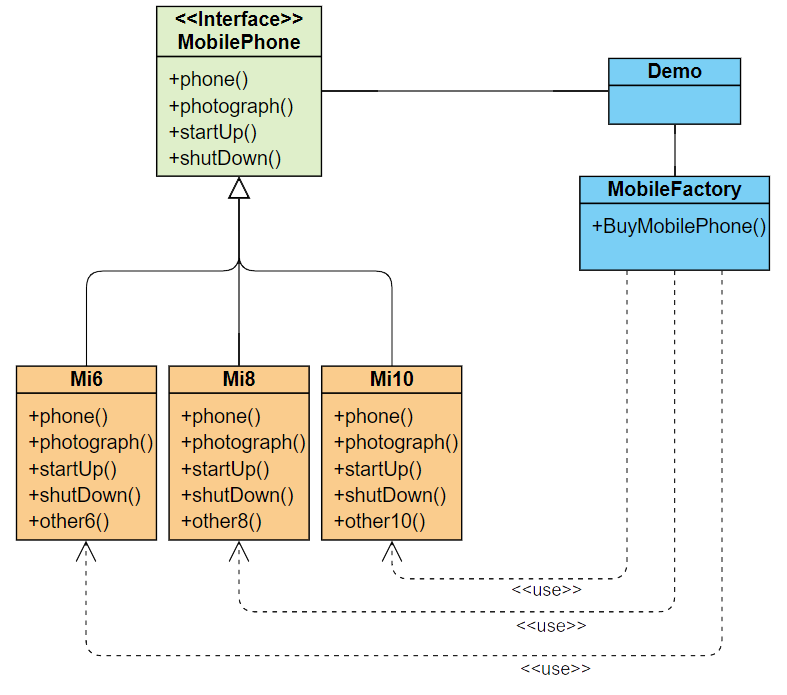 <<Interface>>
MobilePhone
+phone()
+photograph()
+startUp()
+shutDown()
Demo
MobileFactory
+BuyMobilePhone()
Mi6
+phone()
+photograph()
+startUp()
+shutDown()
+other6()
Mi8
+phone()
+photograph()
+startUp()
+shutDown()
+other8()
Mi10
+phone()
+photograph()
+startUp()
+shutDown()
+other10()
<<use>>
<<use>>
<<use>>